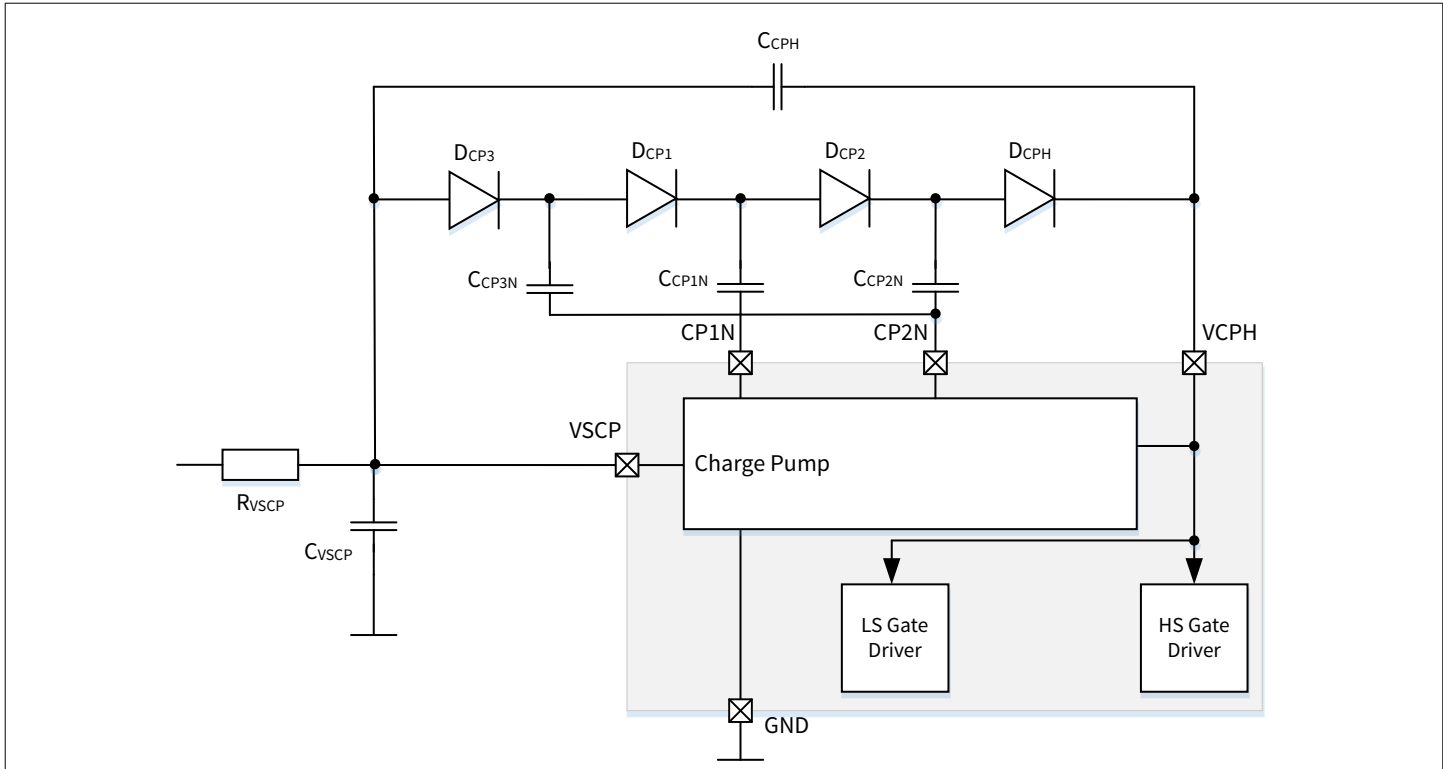 CCPH
DCP3
DCP1
DCP2
DCPH
CCP3N
CCP1N
CCP2N
CP1N
CP2N
VCPH
VSCP
Charge Pump
RVSCP
CVSCP
LS Gate
Driver
HS Gate
Driver
GND